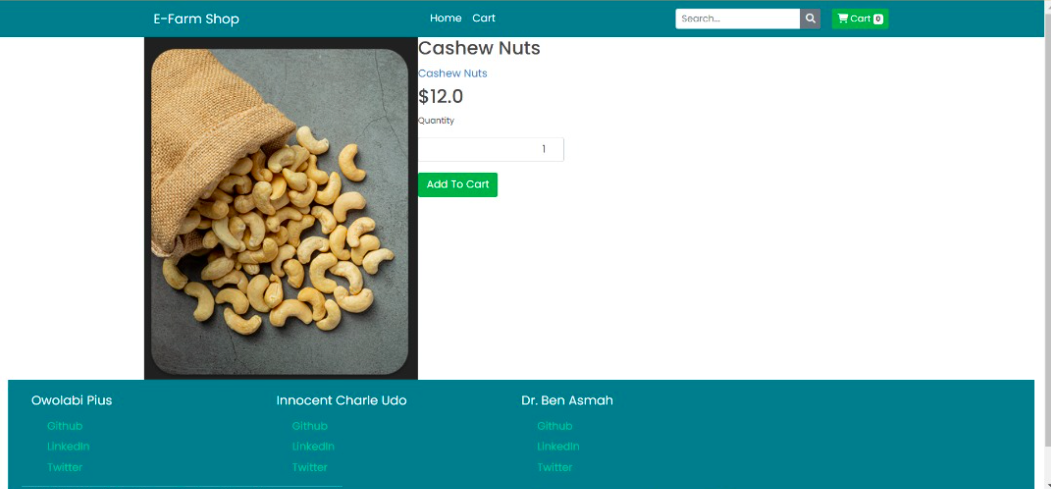 E-Farm Shop Home Cart Search... Cart 0
Cashew Nuts
Cashew Nuts
$12.0
Quantity
1
Add To Cart
Owolabi Pius Innocent Charle Udo Dr. Ben Asmah
Github Github Github
LinkedIn LinkedIn LinkedIn
Twitter Twitter Twitter